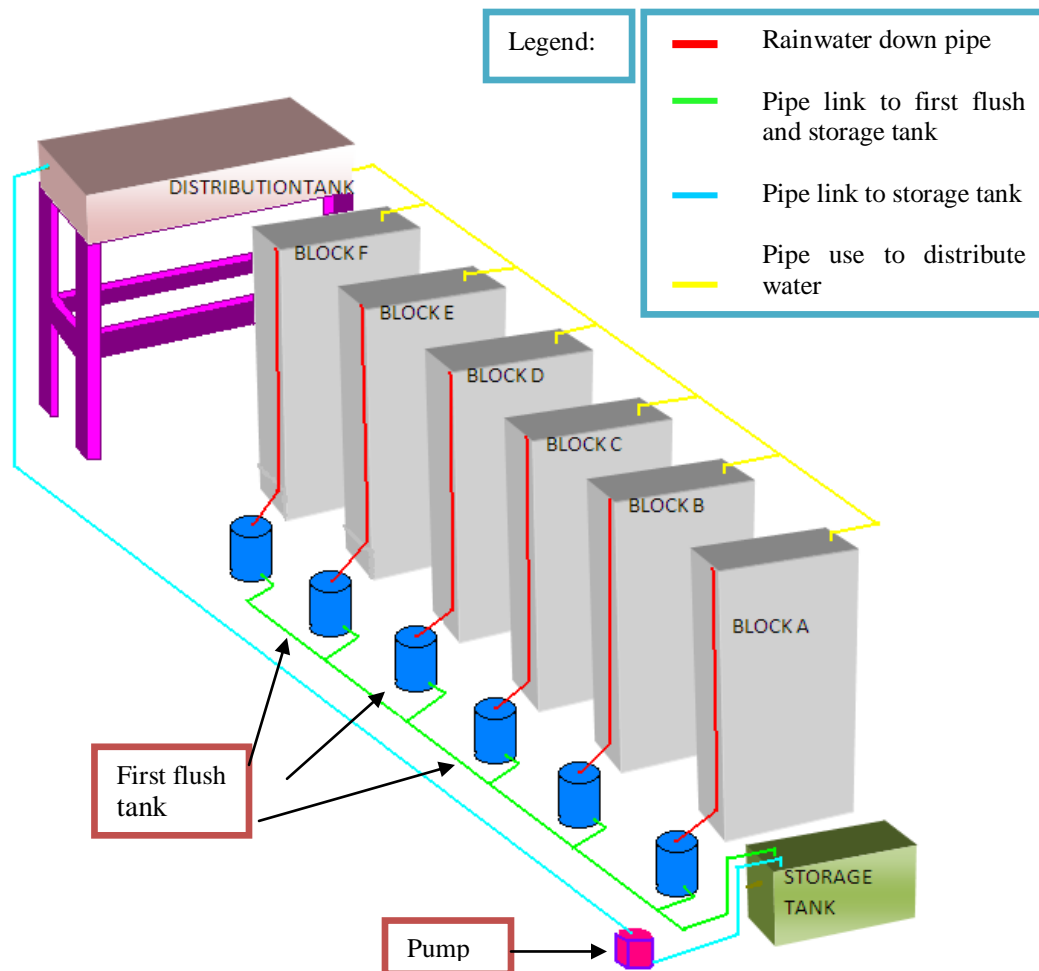 Legend:
Rainwater down pipe
Pipe link to first flush
and storage tank
Pipe link to storage tank
Pipe use to distribute
water
DISTRIBUTIONTANK
BLOCK F
BLOCK E
BLOCK D
BLOCK C
BLOCK B
BLOCK A
First flush
tank
STORAGE
TANK
Pump